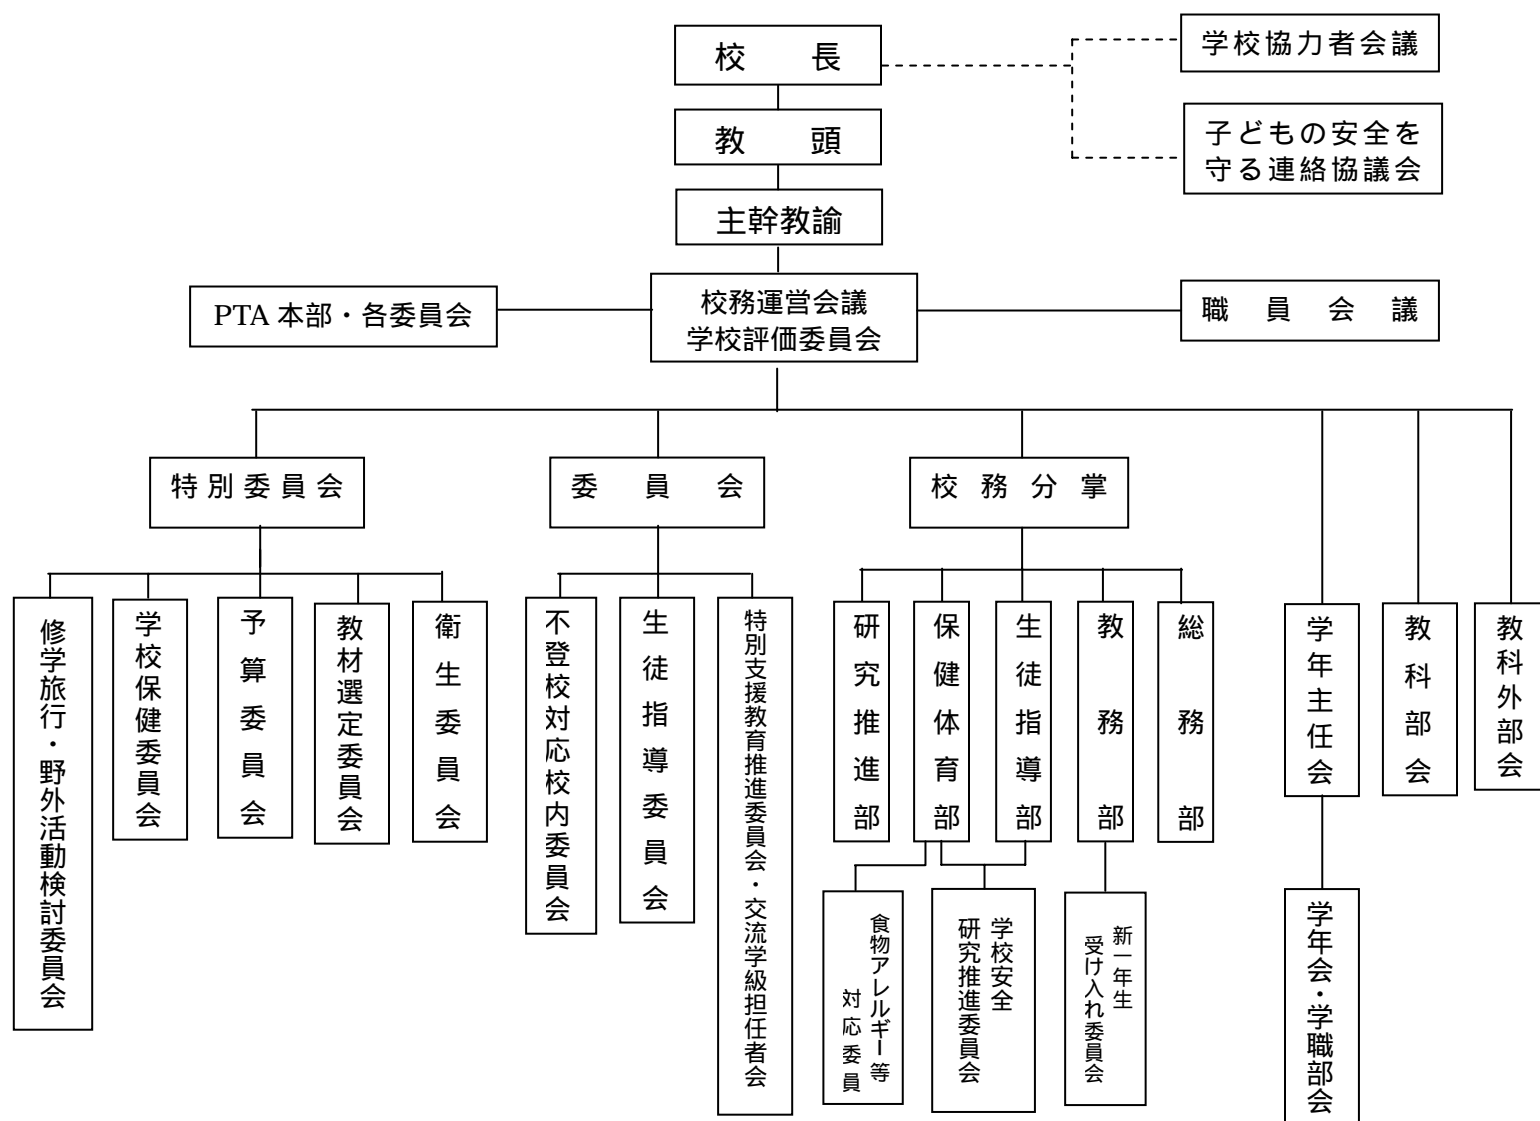 校長
学校協力者会議
教頭
子どもの安全を
守る連絡協議会
主幹教諭
PTA 本部・各委員会
校務運営会議
学校評価委員会
職員会議
特別委員会
委員会
校務分掌
修学旅行・野外活動検討委員会
学校保健委員会
予算委員会
教材選定委員会
衛生委員会
不登校対応校内委員会
生徒指導委員会
特別支援教育推進委員会・交流学級担任者会
研究推進部
保健体育部
生徒指導部
教務部
総務部
学年主任会
教科部会
教科外部会
食物アレルギー等
対応委員
学校安全
研究推進委員会
新一年生
受け入れ委員会
学年会・学職部会